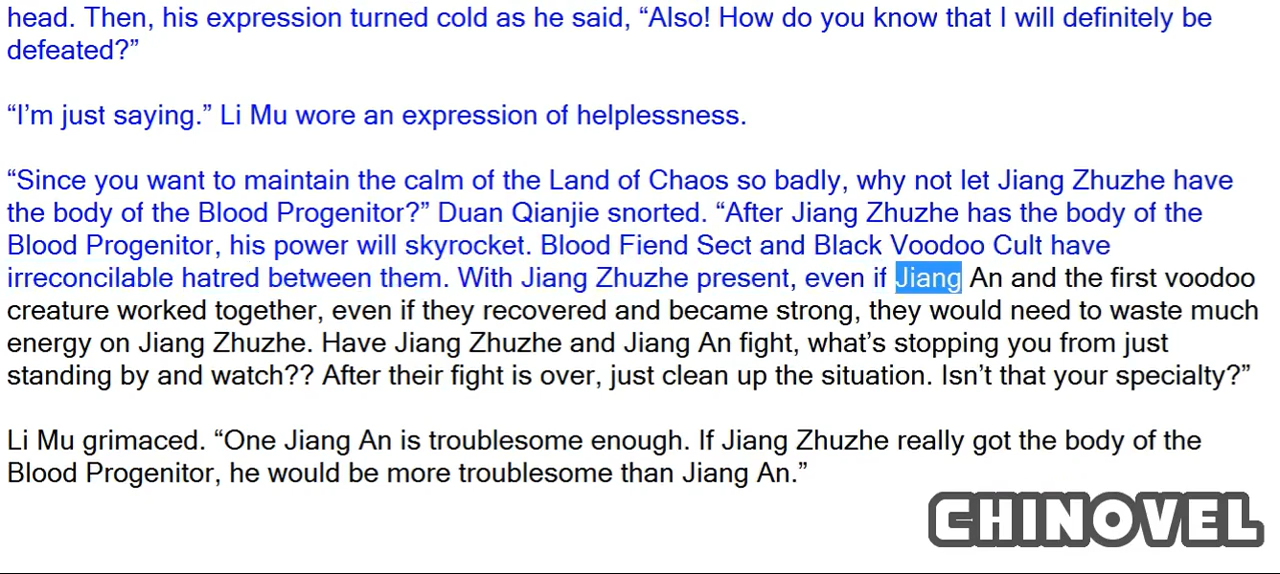 head. Then, his expression turned cold as he said, “Also! How do you know that I will definitely be
defeated?”
“I’m just saying.” Li Mu wore an expression of helplessness.
“Since you want to maintain the calm of the Land of Chaos so badly, why not let Jiang Zhuzhe have
the body of the Blood Progenitor?” Duan Qianjie snorted. “After Jiang Zhuzhe has the body of the
Blood Progenitor, his power will skyrocket. Blood Fiend Sect and Black Voodoo Cult have
irreconcilable hatred between them. With Jiang Zhuzhe present, even if Jiang An and the first voodoo
creature worked together, even if they recovered and became strong, they would need to waste much
energy on Jiang Zhuzhe. Have Jiang Zhuzhe and Jiang An fight, what’s stopping you from just
standing by and watch?? After their fight is over, just clean up the situation. Isn’t that your specialty?”
Li Mu grimaced. “One Jiang An is troublesome enough. If Jiang Zhuzhe really got the body of the
Blood Progenitor, he would be more troublesome than Jiang An.”
CHINOVEL